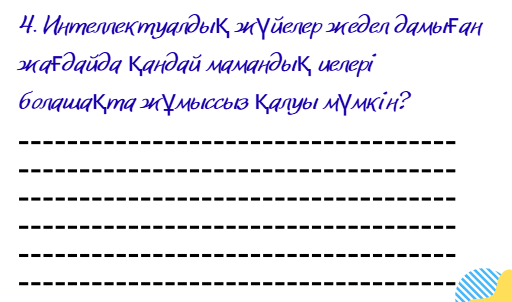 4. Интеллектуалдық жүйелер жедел дамыған
жағдайда қандай мамандық иелері
болашақта жұмыссыз қалуы мүмкін?